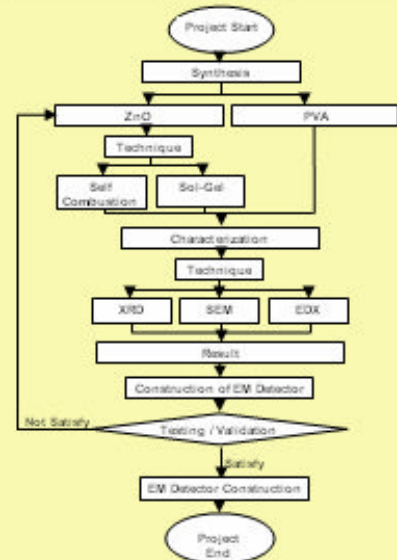 Project Start
Synthesis
ZnO
PVA
Technique
Self
Combustion
Sol-Gel
Characterization
Technique
XRD
SEM
EDX
Result
Construction of EM Detector
Not Satisfy
Testing / Validation
Satisfy
EM Detector Construction
Project
End